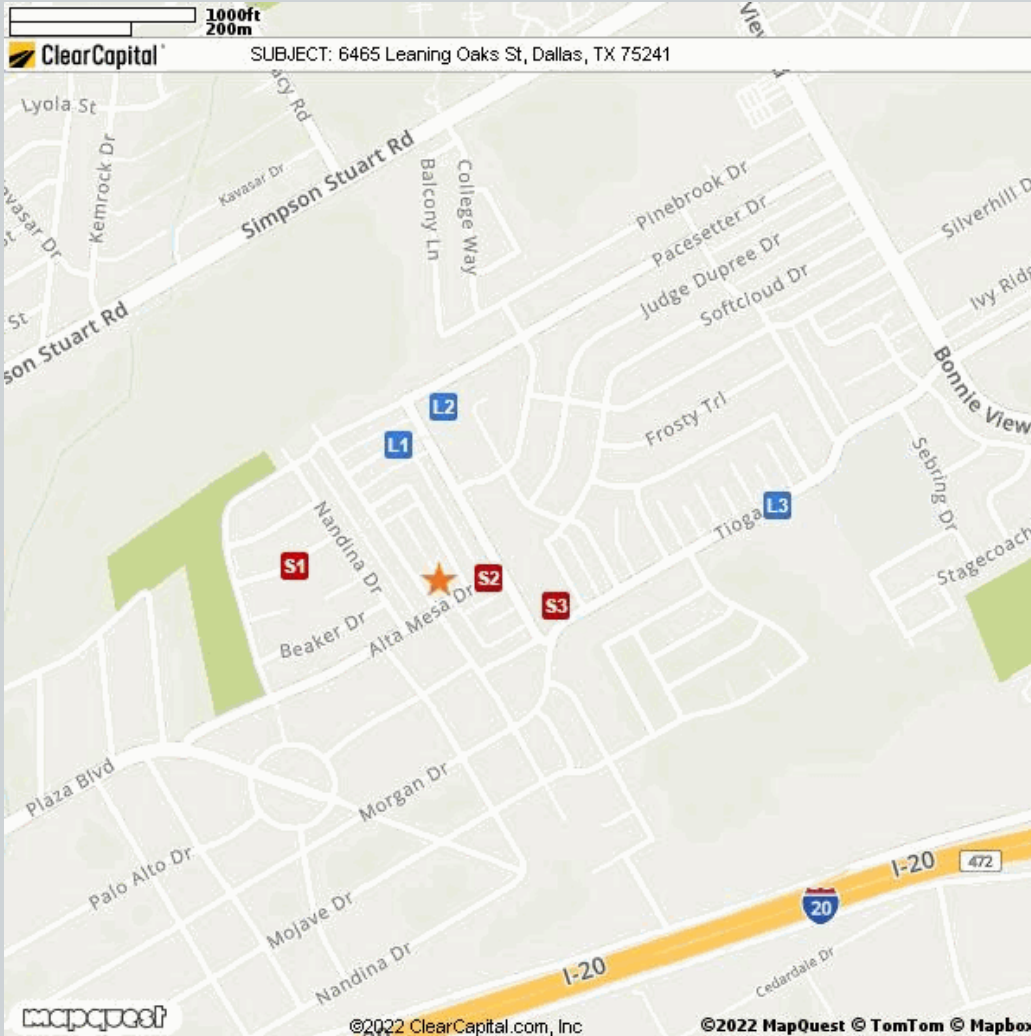 1000ft
200m
ClearCapital
SUBJECT: 6465 Leaning Oaks St, Dallas, TX 75241
Lyola St
Kemrock Dr
Kavasar Dr
Simpson Stuart Rd
Balcony Ln
College Way
Pinebrook Dr
Pacesetter Dr
Judge Dupree Dr
Softcloud Dr
Silverhill D
Ivy Ridg
St
son Stuart Rd
Bonnie View
L2
L1
Frosty Trl
Sebring Dr
L3
Tioga
Nandina Dr
Stagecoach
S1
S2
S3
Beaker Dr
Alta Mesa Dr
Plaza Blvd
Morgan Dr
Palo Alto Dr
Mojave Dr
Nandina Dr
I-20
472
20
I-20
Cedardale Dr
mapquest
©2022 ClearCapital.com, Inc
©2022 MapQuest © TomTom © Mapbo